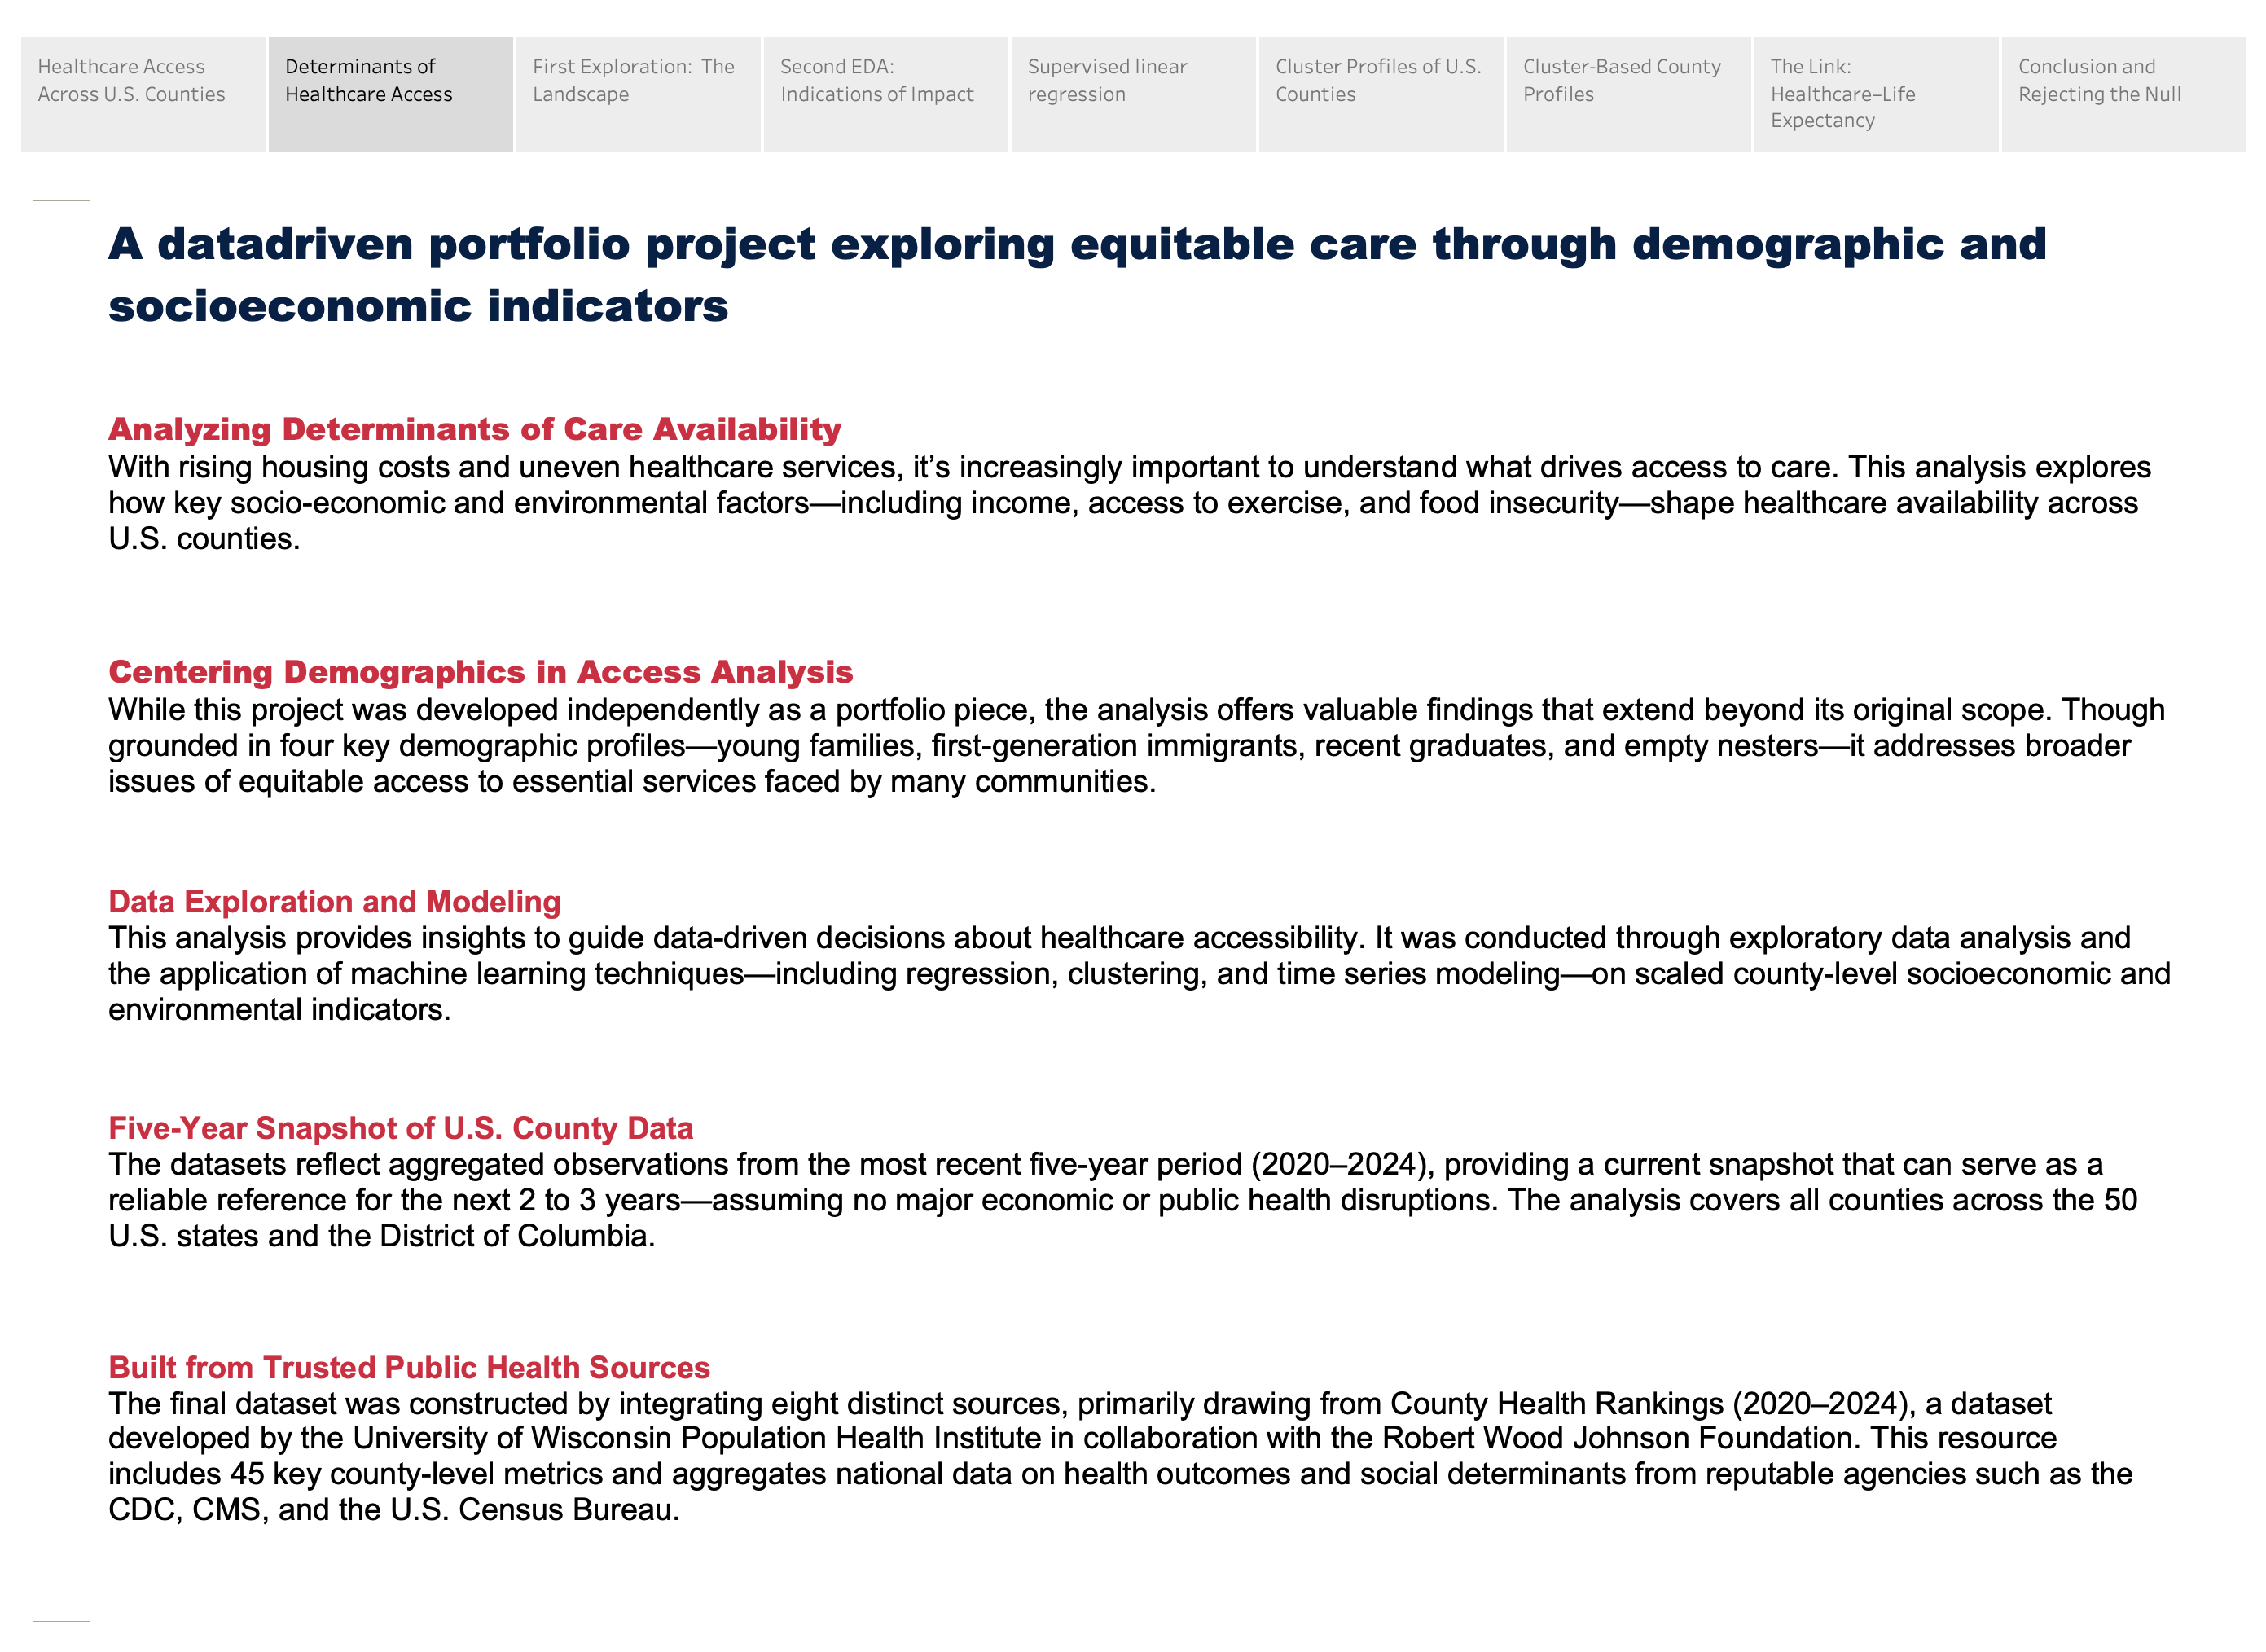 Healthcare Access
Across U.S. Counties
Determinants of
Healthcare Access
First Exploration: The
Landscape
Second EDA:
Indications of Impact
Supervised linear
regression
Cluster Profiles of U.S.
Counties
Cluster-Based County
Profiles
The Link:
Healthcare–Life
Expectancy
Conclusion and
Rejecting the Null
A datadriven portfolio project exploring equitable care through demographic and
socioeconomic indicators
Analyzing Determinants of Care Availability
With rising housing costs and uneven healthcare services, it’s increasingly important to understand what drives access to care. This analysis explores
how key socio-economic and environmental factors—including income, access to exercise, and food insecurity—shape healthcare availability across
U.S. counties.
Centering Demographics in Access Analysis
While this project was developed independently as a portfolio piece, the analysis offers valuable findings that extend beyond its original scope. Though
grounded in four key demographic profiles—young families, first-generation immigrants, recent graduates, and empty nesters—it addresses broader
issues of equitable access to essential services faced by many communities.
Data Exploration and Modeling
This analysis provides insights to guide data-driven decisions about healthcare accessibility. It was conducted through exploratory data analysis and
the application of machine learning techniques—including regression, clustering, and time series modeling—on scaled county-level socioeconomic and
environmental indicators.
Five-Year Snapshot of U.S. County Data
The datasets reflect aggregated observations from the most recent five-year period (2020–2024), providing a current snapshot that can serve as a
reliable reference for the next 2 to 3 years—assuming no major economic or public health disruptions. The analysis covers all counties across the 50
U.S. states and the District of Columbia.
Built from Trusted Public Health Sources
The final dataset was constructed by integrating eight distinct sources, primarily drawing from County Health Rankings (2020–2024), a dataset
developed by the University of Wisconsin Population Health Institute in collaboration with the Robert Wood Johnson Foundation. This resource
includes 45 key county-level metrics and aggregates national data on health outcomes and social determinants from reputable agencies such as the
CDC, CMS, and the U.S. Census Bureau.